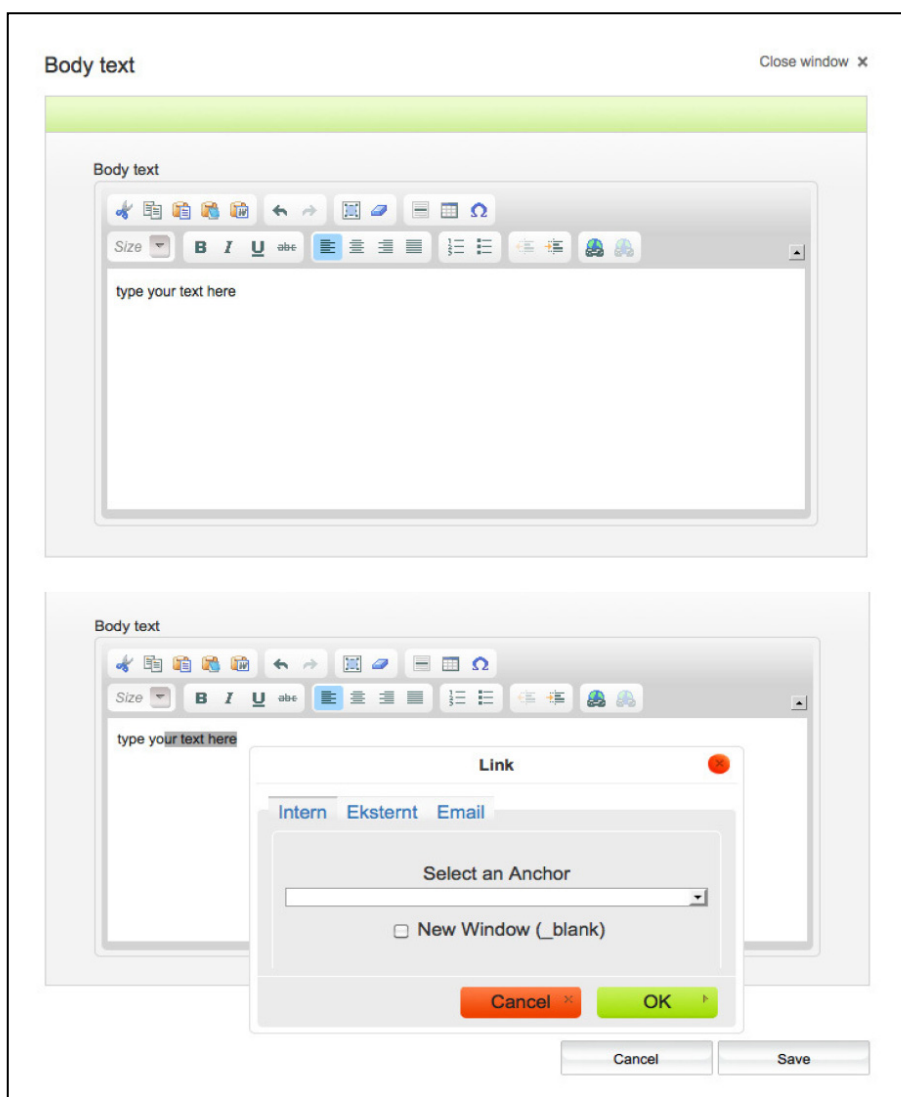 Body text
Close window ×
Body text
Size B I U abc
type your text here
Body text
Size B I U abc
type your text here
Link
Intern Eksternt Email
Select an Anchor
New Window (_blank)
Cancel OK
Cancel Save